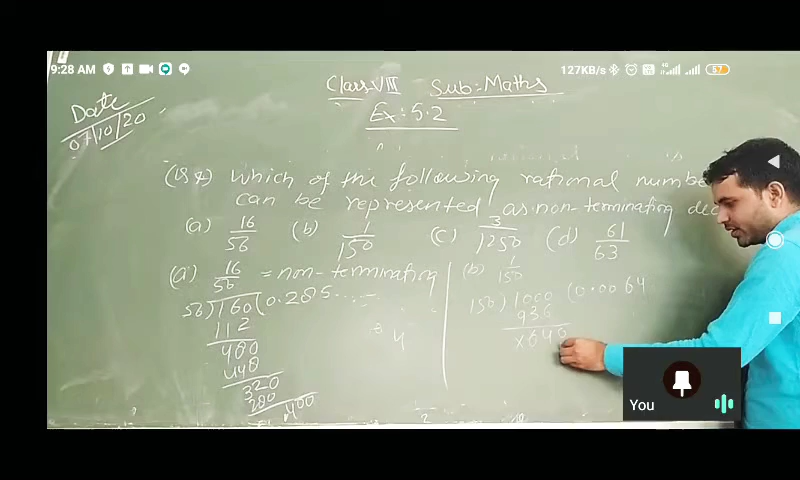 9:28 AM 127KB/s 57
Class-VIII Sub-Maths
Date
07/10/20
Ex: 5.2
which of the following rational numbe
can be represented as non-terminating dec
(a) 16/56 (b) 1/150 (c) 3/1250 (d) 61/63
(a) 16/56 = non-terminating
56)160(0.285....
112
480
448
320
280
400
(b) 1/150
150)1000(0.0064
936
x640
You